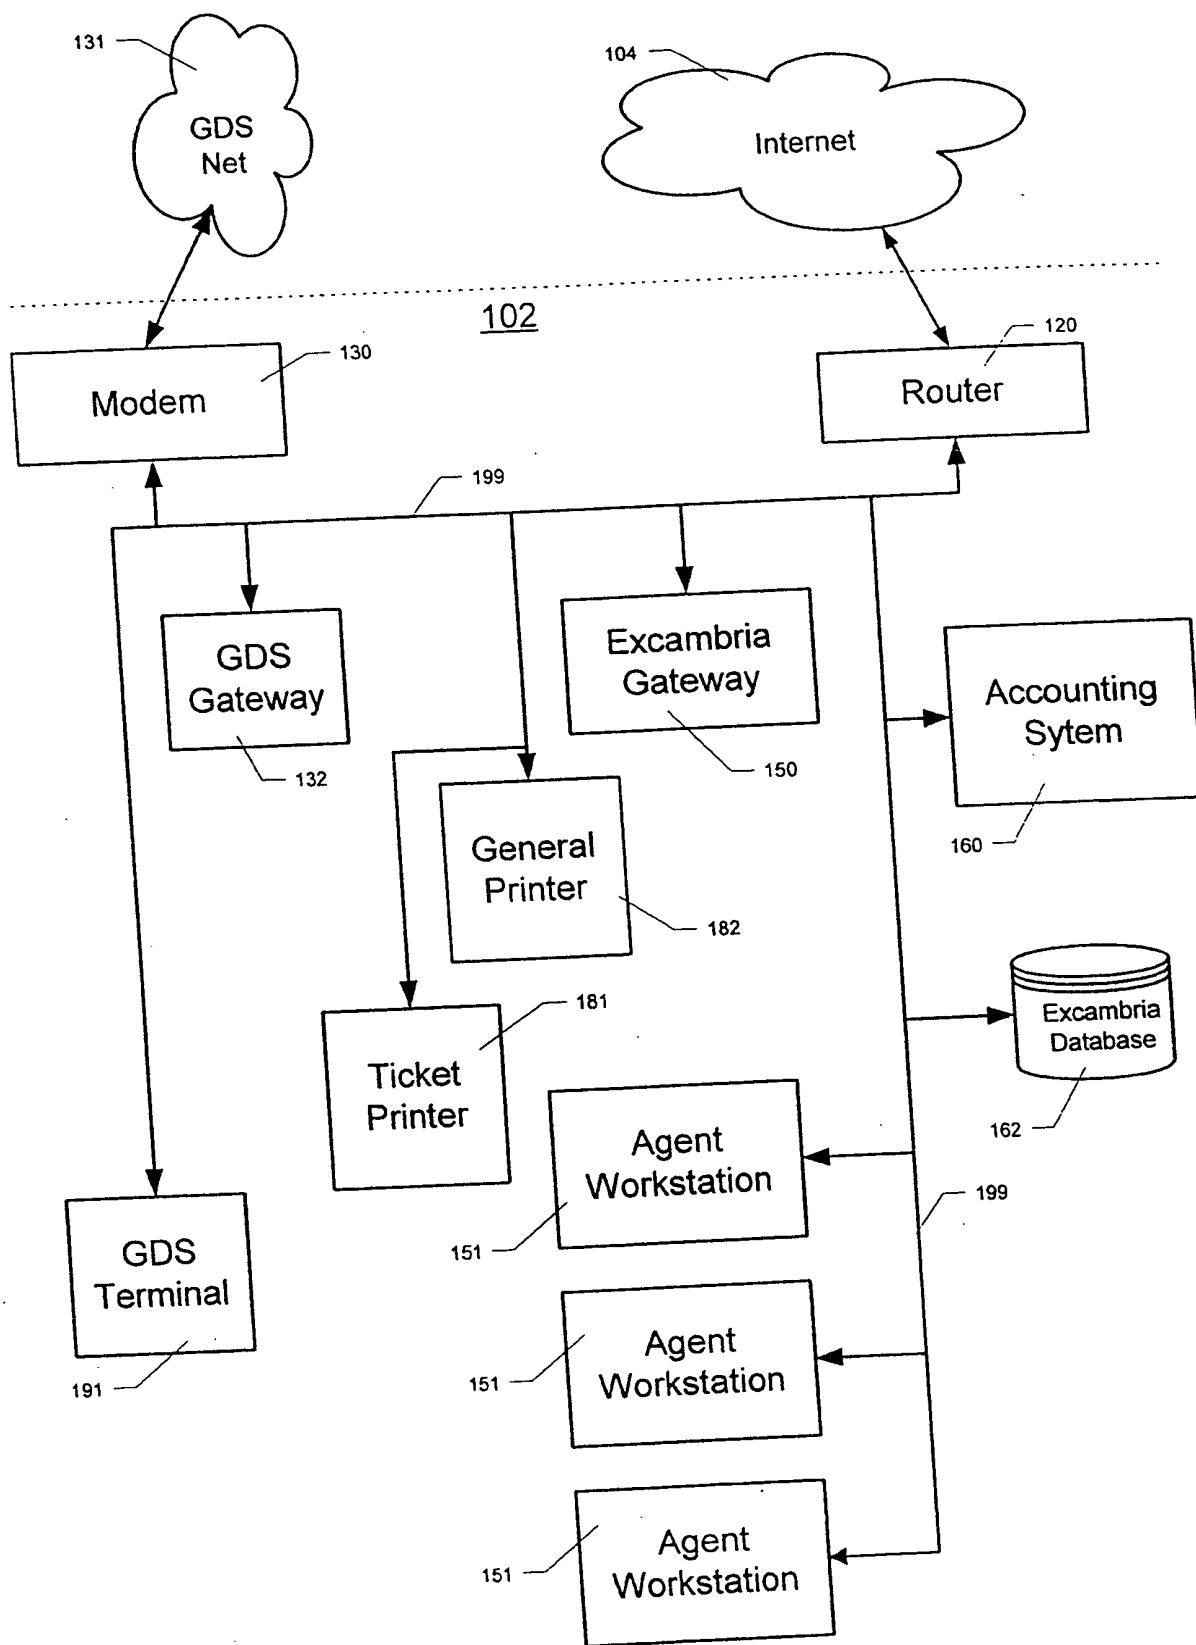 131
104
GDS
Net
Internet
102
130
120
Modem
Router
199
GDS
Gateway
Excambria
Gateway
Accounting
Sytem
132
150
General
Printer
160
182
181
Excambria
Database
Ticket
Printer
162
Agent
Workstation
199
151
GDS
Terminal
Agent
Workstation
151
191
Agent
Workstation
151